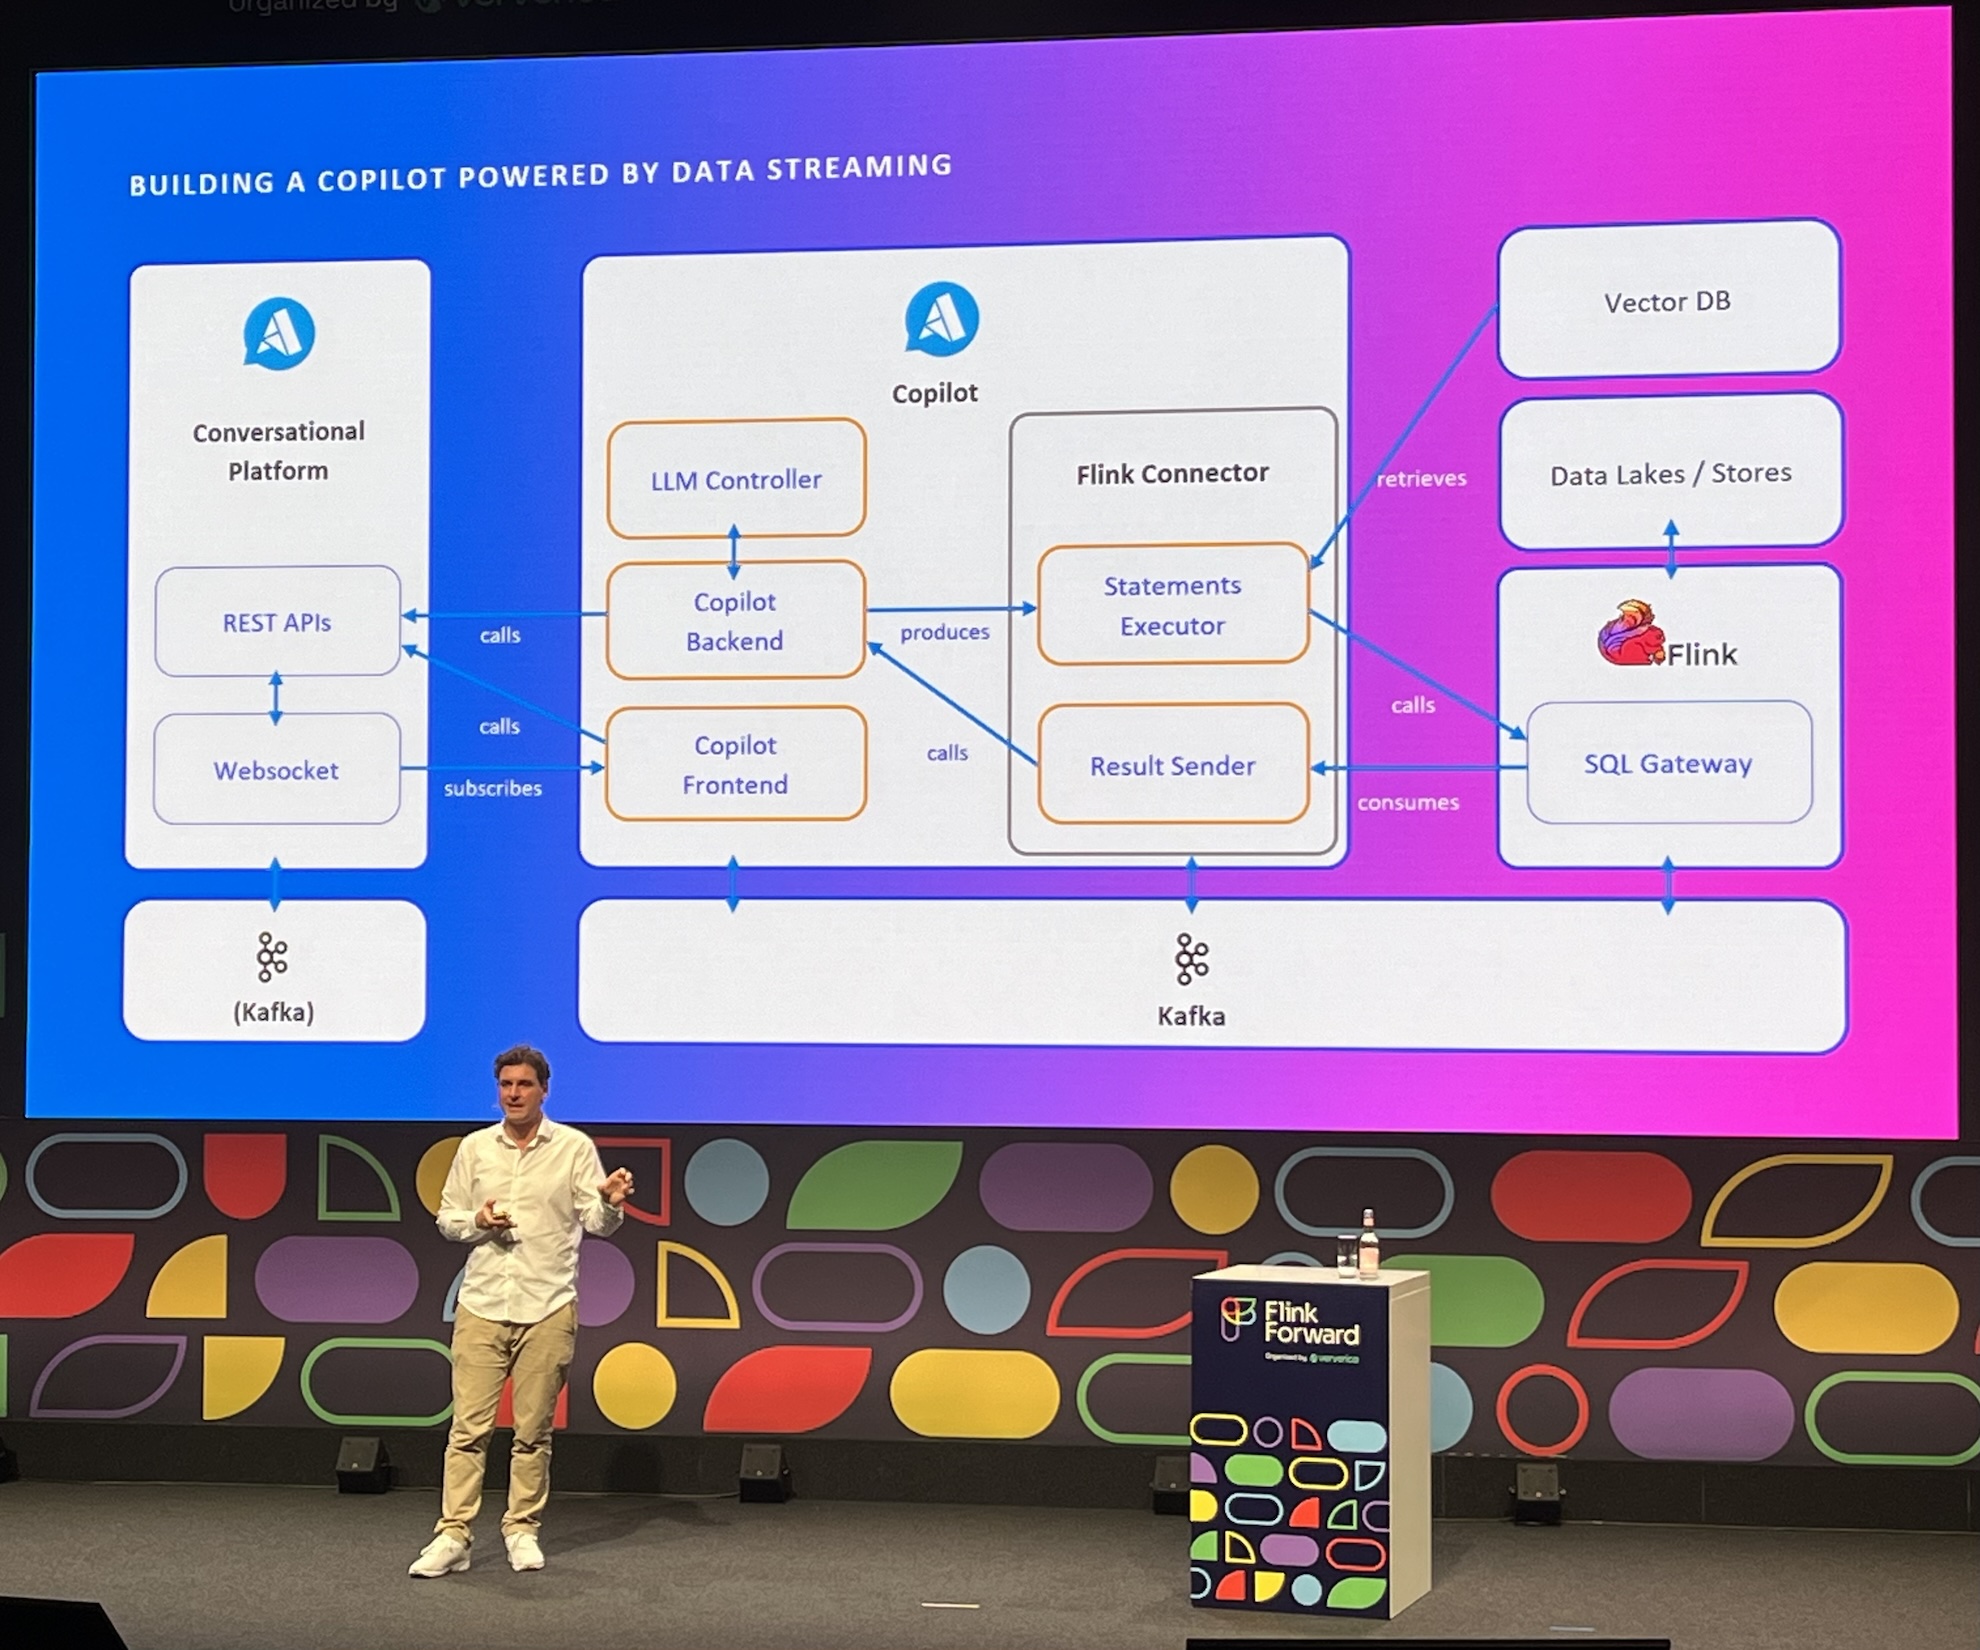 Organized by ververica
BUILDING A COPILOT POWERED BY DATA STREAMING
Conversational
Platform
REST APIs
Websocket
(Kafka)
calls
calls
subscribes
Copilot
LLM Controller
Copilot
Backend
Copilot
Frontend
produces
calls
Flink Connector
Statements
Executor
Result Sender
retrieves
calls
consumes
Vector DB
Data Lakes / Stores
Flink
SQL Gateway
Kafka
Flink
Forward
Organized by ververica